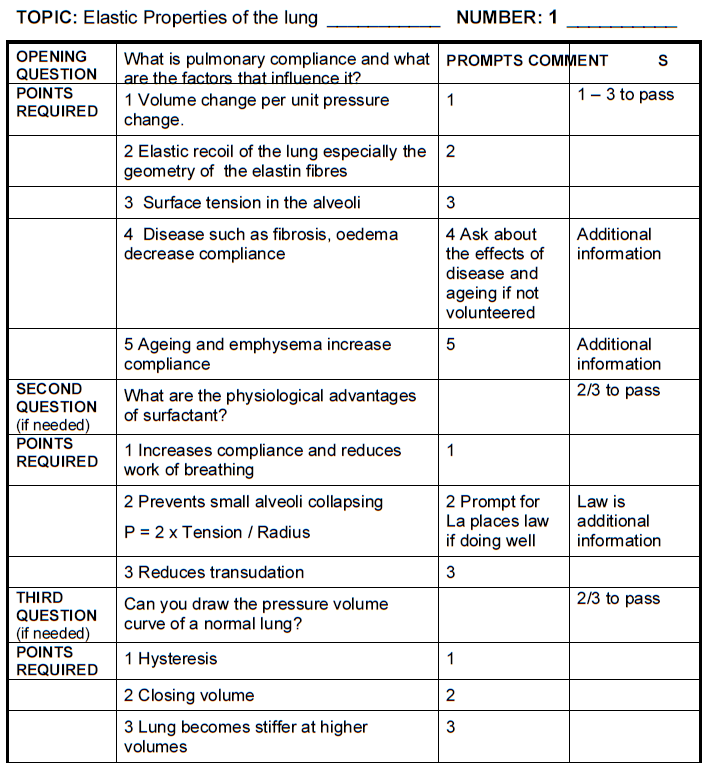 TOPIC: Elastic Properties of the lung ____________ NUMBER: 1 ____________
OPENING QUESTION
What is pulmonary compliance and what are the factors that influence it?
PROMPTS COMMENT S
POINTS REQUIRED
1 Volume change per unit pressure change.
1
1 – 3 to pass
2 Elastic recoil of the lung especially the geometry of the elastin fibres
2
3 Surface tension in the alveoli
3
4 Disease such as fibrosis, oedema decrease compliance
4 Ask about the effects of disease and ageing if not volunteered
Additional information
5 Ageing and emphysema increase compliance
5
Additional information
SECOND QUESTION (if needed)
What are the physiological advantages of surfactant?
2/3 to pass
POINTS REQUIRED
1 Increases compliance and reduces work of breathing
1
2 Prevents small alveoli collapsing
P = 2 x Tension / Radius
2 Prompt for La places law if doing well
Law is additional information
3 Reduces transudation
3
THIRD QUESTION (if needed)
Can you draw the pressure volume curve of a normal lung?
2/3 to pass
POINTS REQUIRED
1 Hysteresis
1
2 Closing volume
2
3 Lung becomes stiffer at higher volumes
3